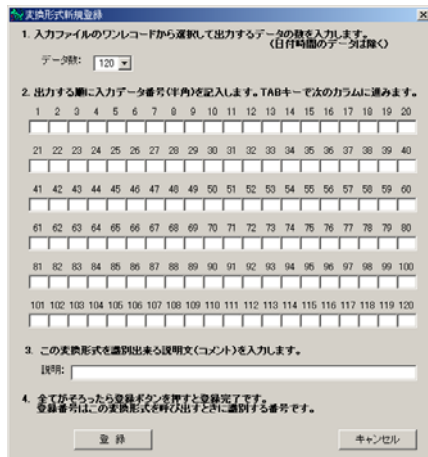 変換形式新規登録
1. 入力ファイルのワンレコードから選択して出力するデータの数を入力します。
(日付時間のデータは除く)
データ数: 120
2. 出力する順に入力データ番号(半角)を記入します。TABキーで次のカラムに進みます。
1 2 3 4 5 6 7 8 9 10 11 12 13 14 15 16 17 18 19 20
21 22 23 24 25 26 27 28 29 30 31 32 33 34 35 36 37 38 39 40
41 42 43 44 45 46 47 48 49 50 51 52 53 54 55 56 57 58 59 60
61 62 63 64 65 66 67 68 69 70 71 72 73 74 75 76 77 78 79 80
81 82 83 84 85 86 87 88 89 90 91 92 93 94 95 96 97 98 99 100
101 102 103 104 105 106 107 108 109 110 111 112 113 114 115 116 117 118 119 120
3. この変換形式を識別出来る説明文(コメント)を入力します。
説明:
4. 全てがそろったら登録ボタンを押すと登録完了です。
登録番号はこの変換形式を呼び出すときに識別する番号です。
登 録 キャンセル